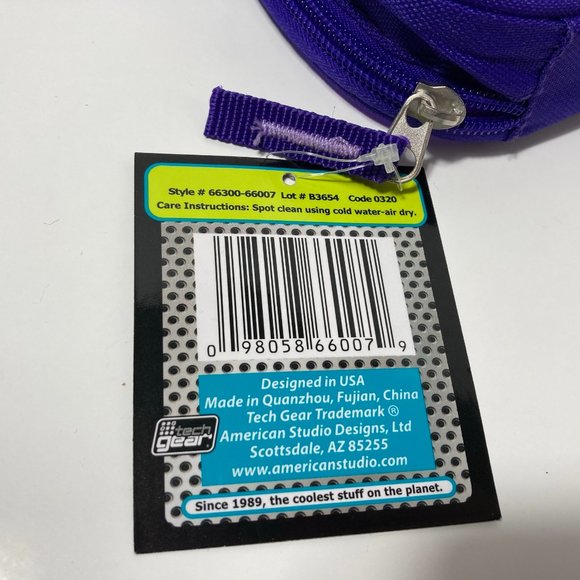 Style # 66300-66007 Lot # B3654 Code 0320
Care Instructions: Spot clean using cold water-air dry.
0 98058 66007 9
Designed in USA
Made in Quanzhou, Fujian, China
Tech Gear Trademark ®
American Studio Designs, Ltd
Scottsdale, AZ 85255
www.americanstudio.com
tech
gear
Since 1989, the coolest stuff on the planet.